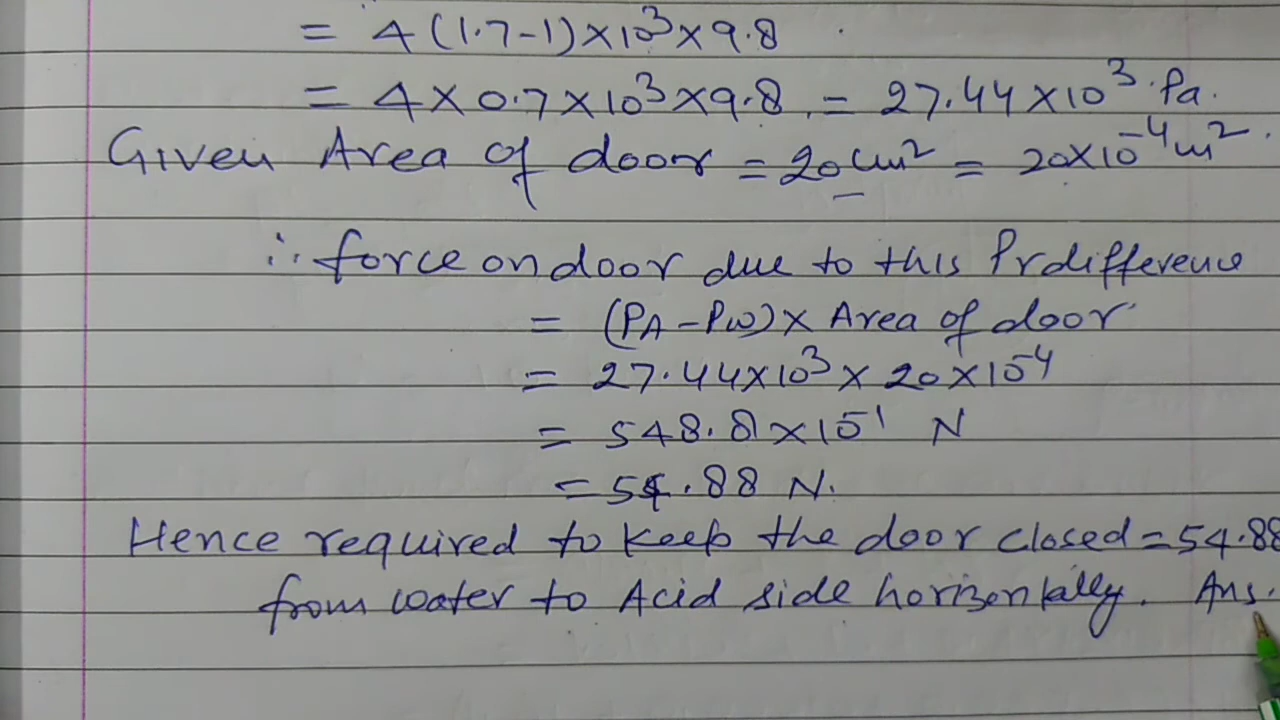 = 4(1.7-1)×10³×9.8
= 4×0.7×10³×9.8 = 27.44×10³ Pa.
Given Area of door = 20 cm² = 20×10⁻⁴ m².
∴ force on door due to this Pr difference
= (PA - Pw) × Area of door
= 27.44×10³ × 20×10⁻⁴
= 548.8×10⁻¹ N
= 54.88 N.
Hence required to keep the door closed = 54.88
from water to Acid side horizontally. Ans.